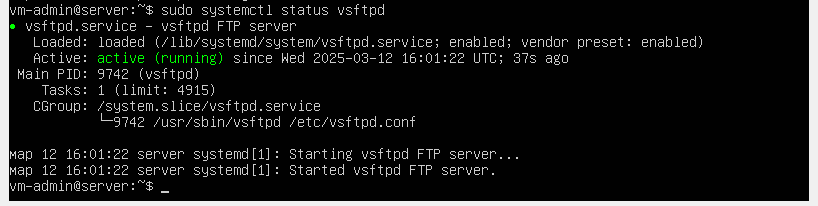 vm-admin@server:~$ sudo systemctl status vsftpd
● vsftpd.service - vsftpd FTP server
   Loaded: loaded (/lib/systemd/system/vsftpd.service; enabled; vendor preset: enabled)
   Active: active (running) since Wed 2025-03-12 16:01:22 UTC; 37s ago
 Main PID: 9742 (vsftpd)
    Tasks: 1 (limit: 4915)
   CGroup: /system.slice/vsftpd.service
           └─9742 /usr/sbin/vsftpd /etc/vsftpd.conf

мар 12 16:01:22 server systemd[1]: Starting vsftpd FTP server...
мар 12 16:01:22 server systemd[1]: Started vsftpd FTP server.
vm-admin@server:~$ _